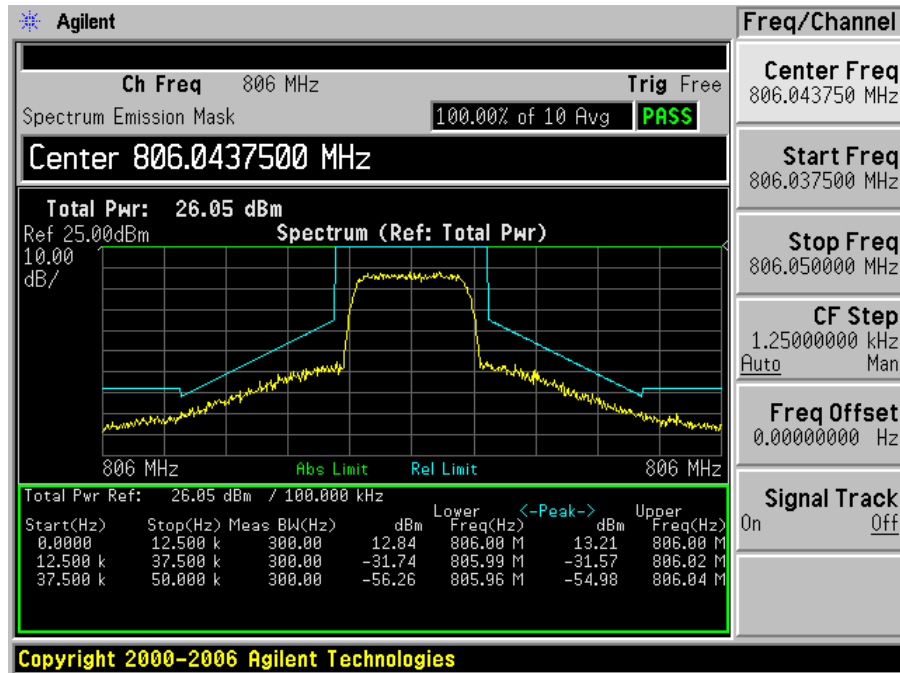 Agilent
Freq/Channel
Ch Freq 806 MHz Trig Free
Spectrum Emission Mask 100.00% of 10 Avg PASS
Center 806.0437500 MHz
Total Pwr: 26.05 dBm
Ref 25.00dBm Spectrum (Ref: Total Pwr)
10.00
dB/
806 MHz Abs Limit Rel Limit 806 MHz
Total Pwr Ref: 26.05 dBm / 100.000 kHz
Lower <-Peak-> Upper
Start(Hz) Stop(Hz) Meas BW(Hz) dBm Freq(Hz) dBm Freq(Hz)
0.0000 12.500 k 300.00 12.84 806.00 M 13.21 806.00 M
12.500 k 37.500 k 300.00 -31.74 805.99 M -31.57 806.02 M
37.500 k 50.000 k 300.00 -56.26 805.96 M -54.98 806.04 M
Center Freq
806.043750 MHz
Start Freq
806.037500 MHz
Stop Freq
806.050000 MHz
CF Step
1.25000000 kHz
Auto Man
Freq Offset
0.00000000 Hz
Signal Track
On Off
Copyright 2000-2006 Agilent Technologies